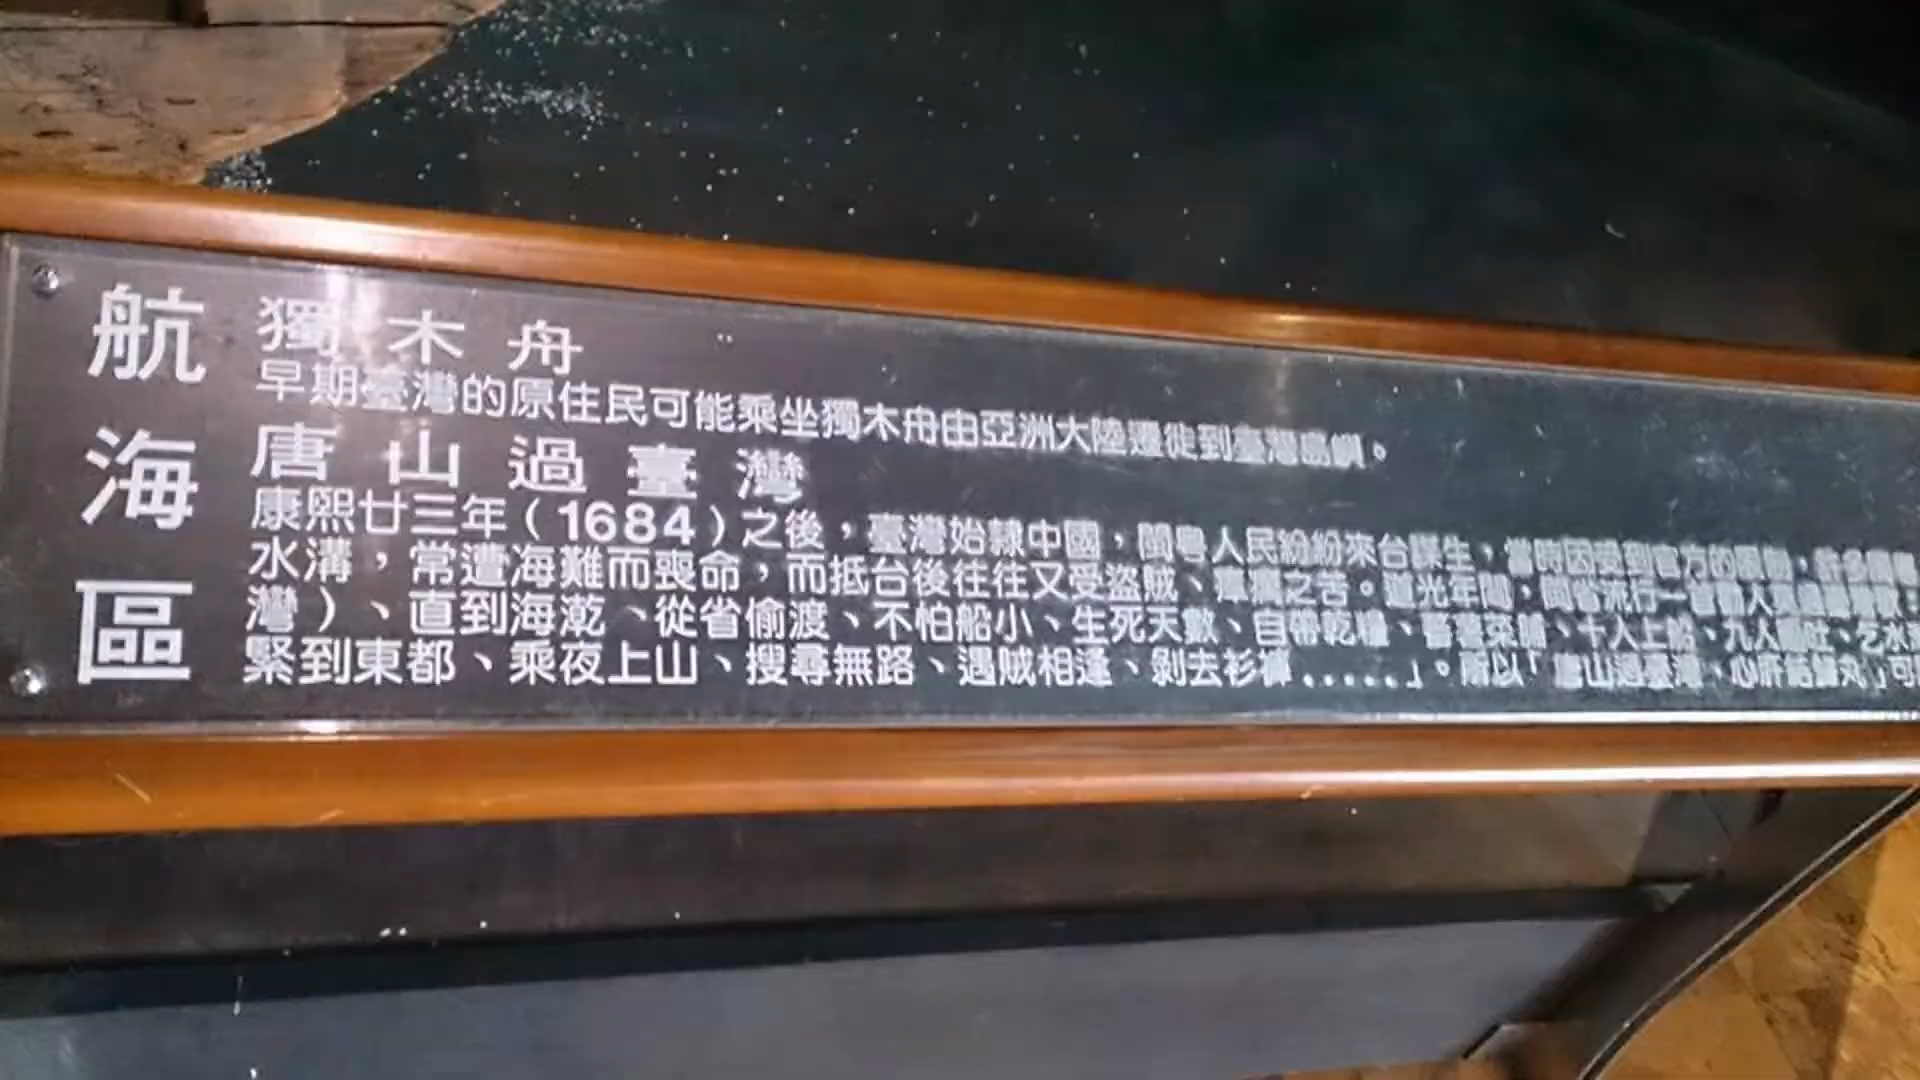 航海區
獨木舟
早期臺灣的原住民可能乘坐獨木舟由亞洲大陸遷徙到臺灣島嶼。
唐山過臺灣
康熙廿三年(1684)之後,臺灣始隸中國,閩粵人民紛紛來台謀生,當時因受到官方的限制,許多
水溝,常遭海難而喪命,而抵台後往往又受盜賊、瘴癘之苦。道光年間,閩省流行一首勸人
灣)、直到海乾、從省偷渡、不怕船小、生死天數、自帶乾糧、菜脯、十人上船、九人嘔吐、乞水
緊到東都、乘夜上山、搜尋無路、遇賊相逢、剝去衫褲.....」。所以「唐山過臺灣,心肝結歸丸」可